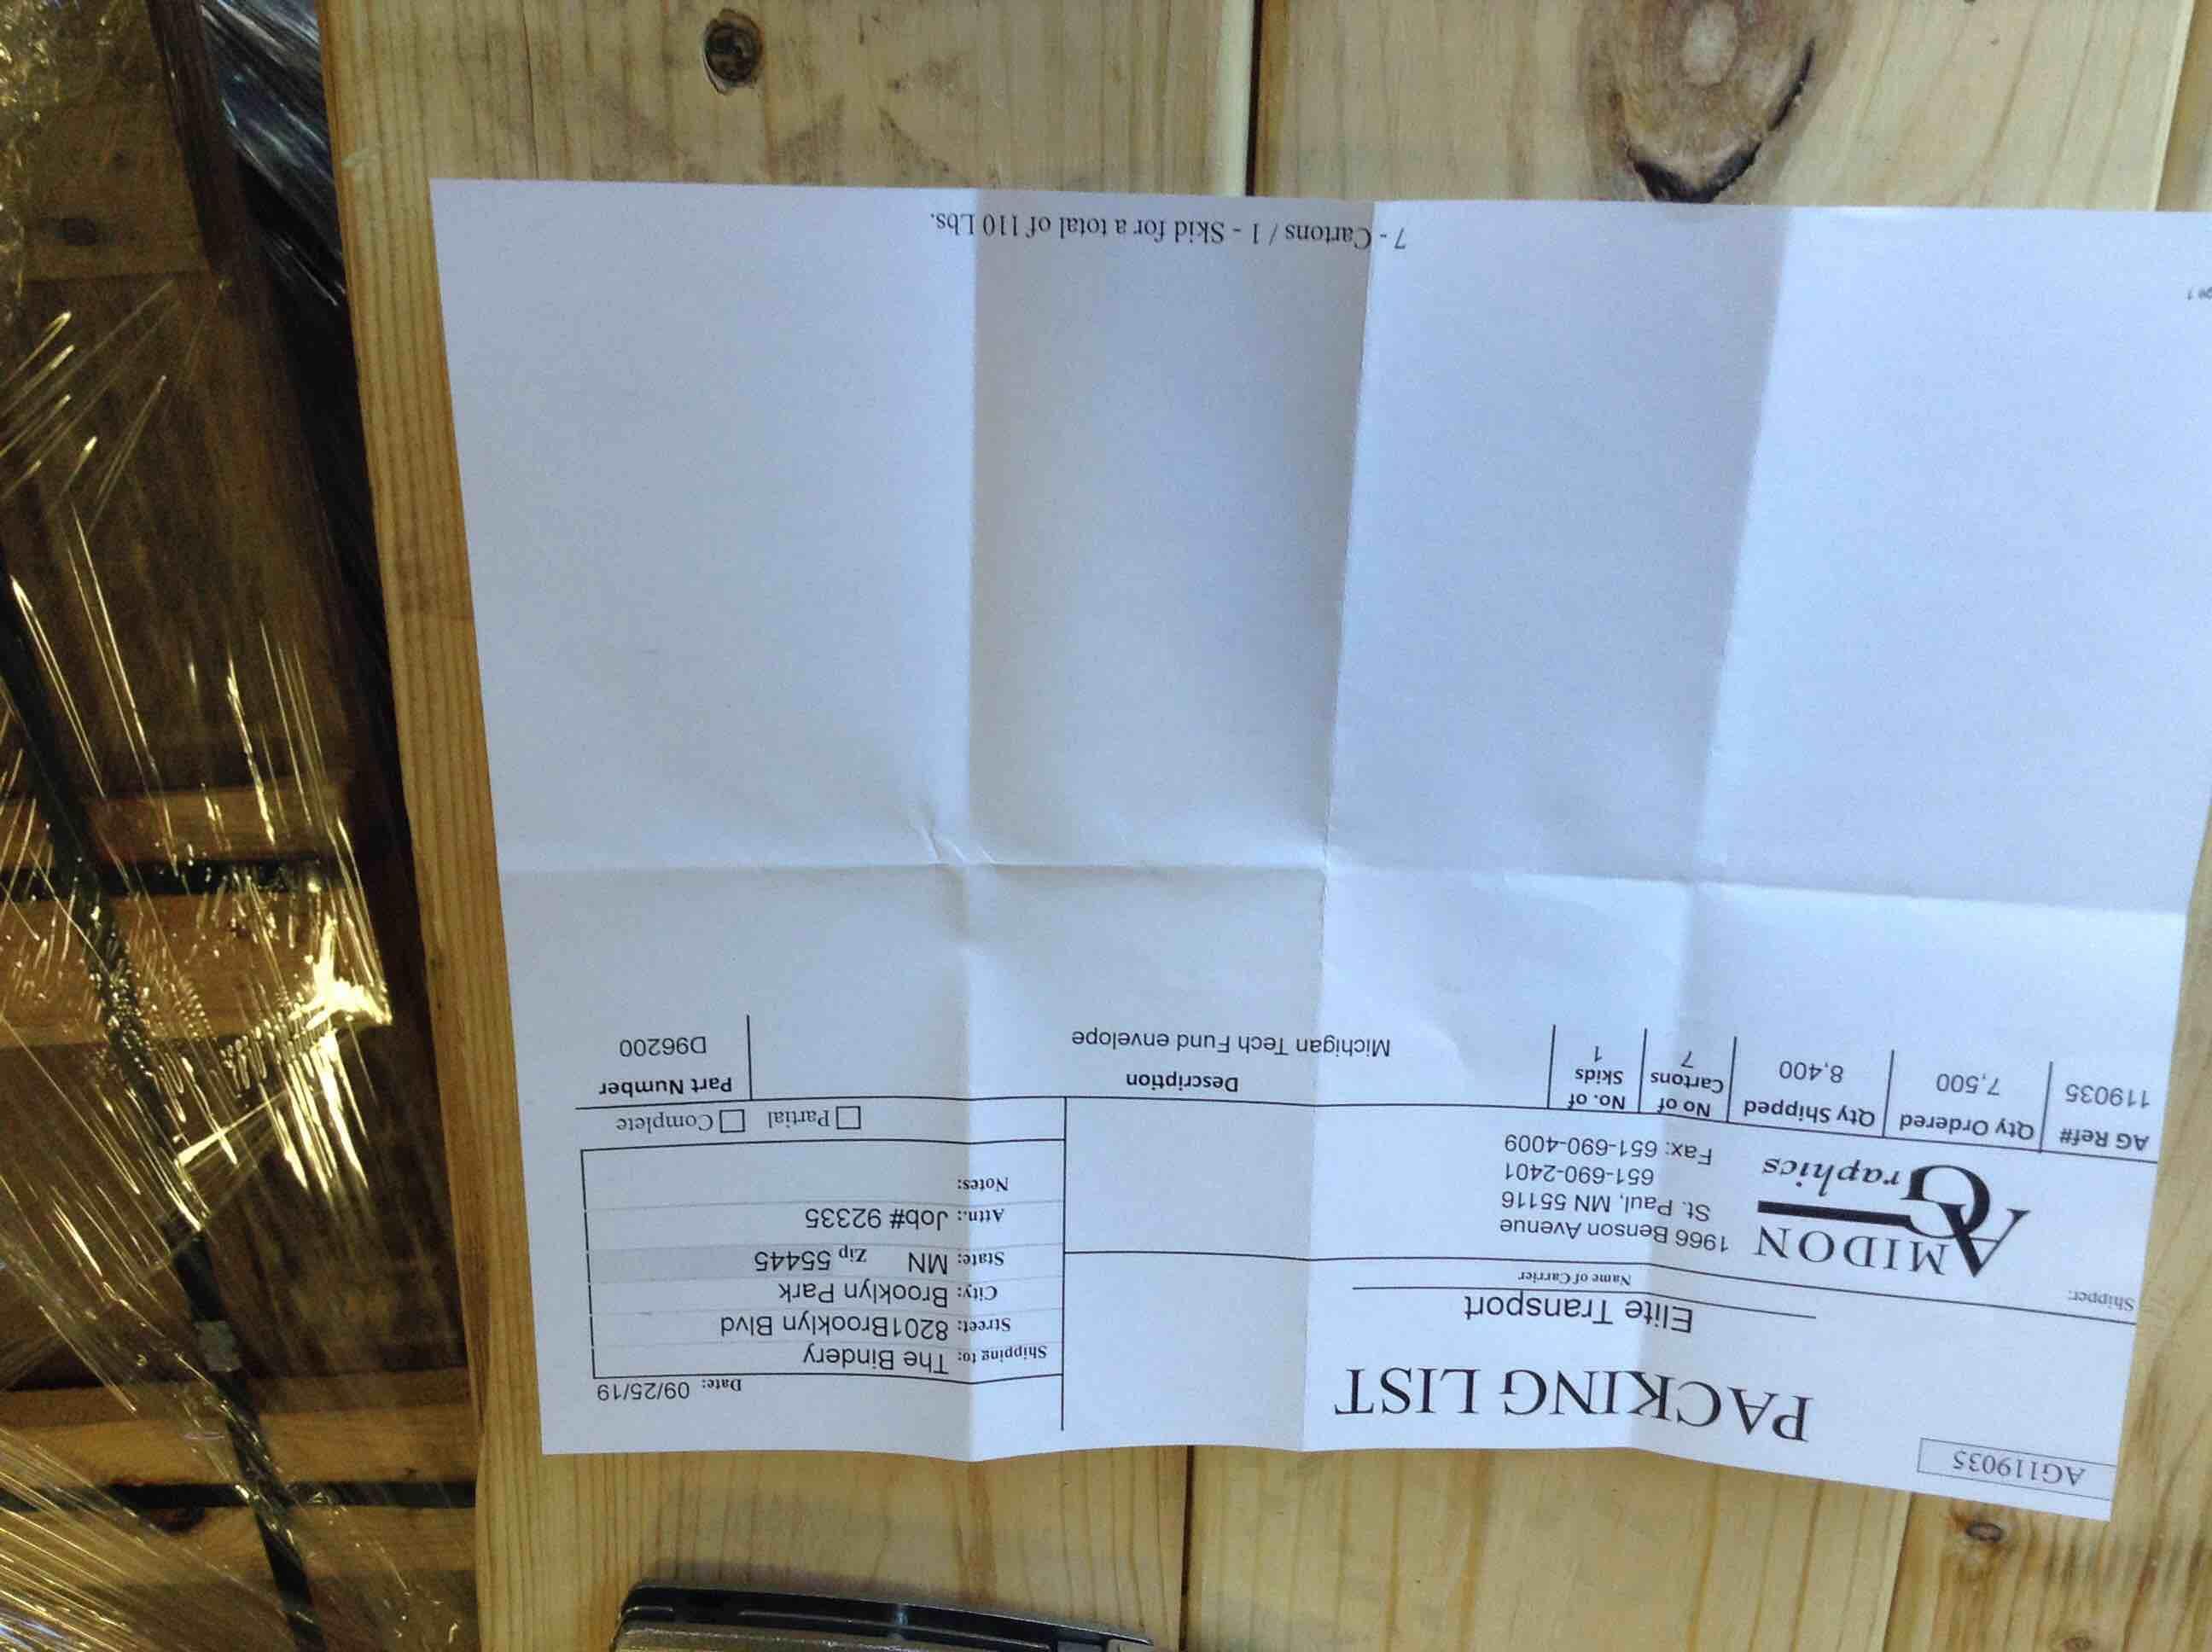 AG119035
PACKING LIST
Date: 09/25/19
Elite Transport
Name of Carrier
Shipping to: The Bindery
Street: 8201Brooklyn Blvd
City: Brooklyn Park
State: MN Zip 55445
Attn.: Job# 92335
Notes:
Shipper:
AMIDON
Graphics
1966 Benson Avenue
St. Paul, MN 55116
651-690-2401
Fax: 651-690-4009
Partial Complete
AG Ref# Qty Ordered Qty Shipped No of Cartons No. of Skids Description Part Number
119035 7,500 8,400 7 1 Michigan Tech Fund envelope D96200
7 - Cartons / 1 - Skid for a total of 110 Lbs.